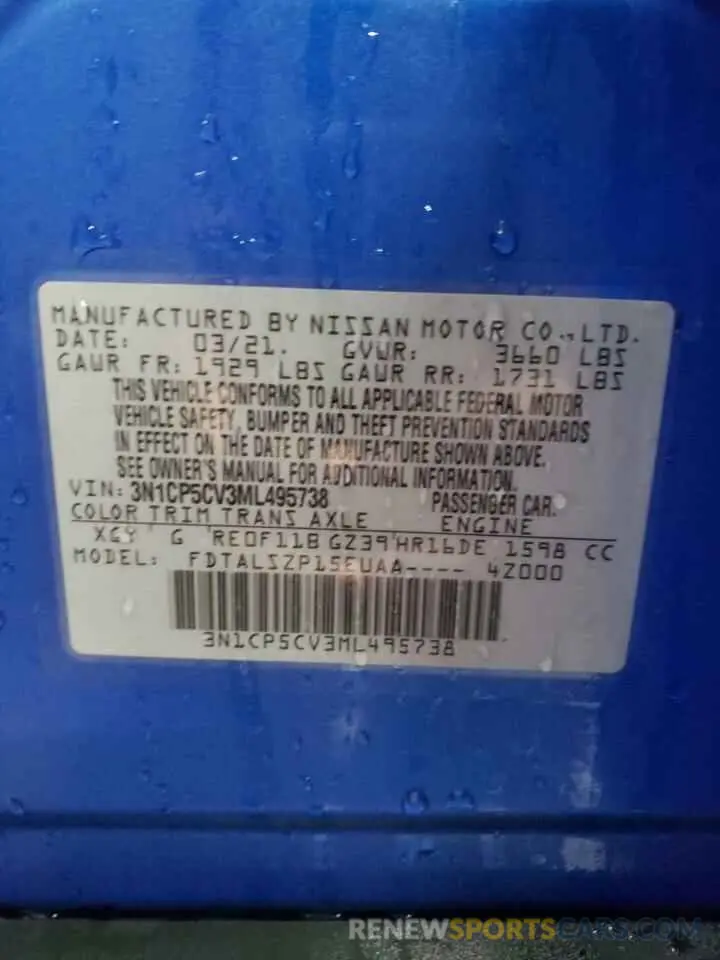 MANUFACTURED BY NISSAN MOTOR CO., LTD.
DATE: 03/21. GVWR: 3660 LBS
GAWR FR: 1929 LBS GAWR RR: 1731 LBS
THIS VEHICLE CONFORMS TO ALL APPLICABLE FEDERAL MOTOR
VEHICLE SAFETY, BUMPER AND THEFT PREVENTION STANDARDS
IN EFFECT ON THE DATE OF MANUFACTURE SHOWN ABOVE.
SEE OWNER'S MANUAL FOR ADDITIONAL INFORMATION.
VIN: 3N1CP5CV3ML495738 PASSENGER CAR.
COLOR TRIM TRANS AXLE ENGINE
G RE0F11B GZ39 HR16DE 1598 CC
MODEL: FDTALSZP15EUAA---- 4Z000
3N1CP5CV3ML495738
RENEWSPORTSCARS.COM